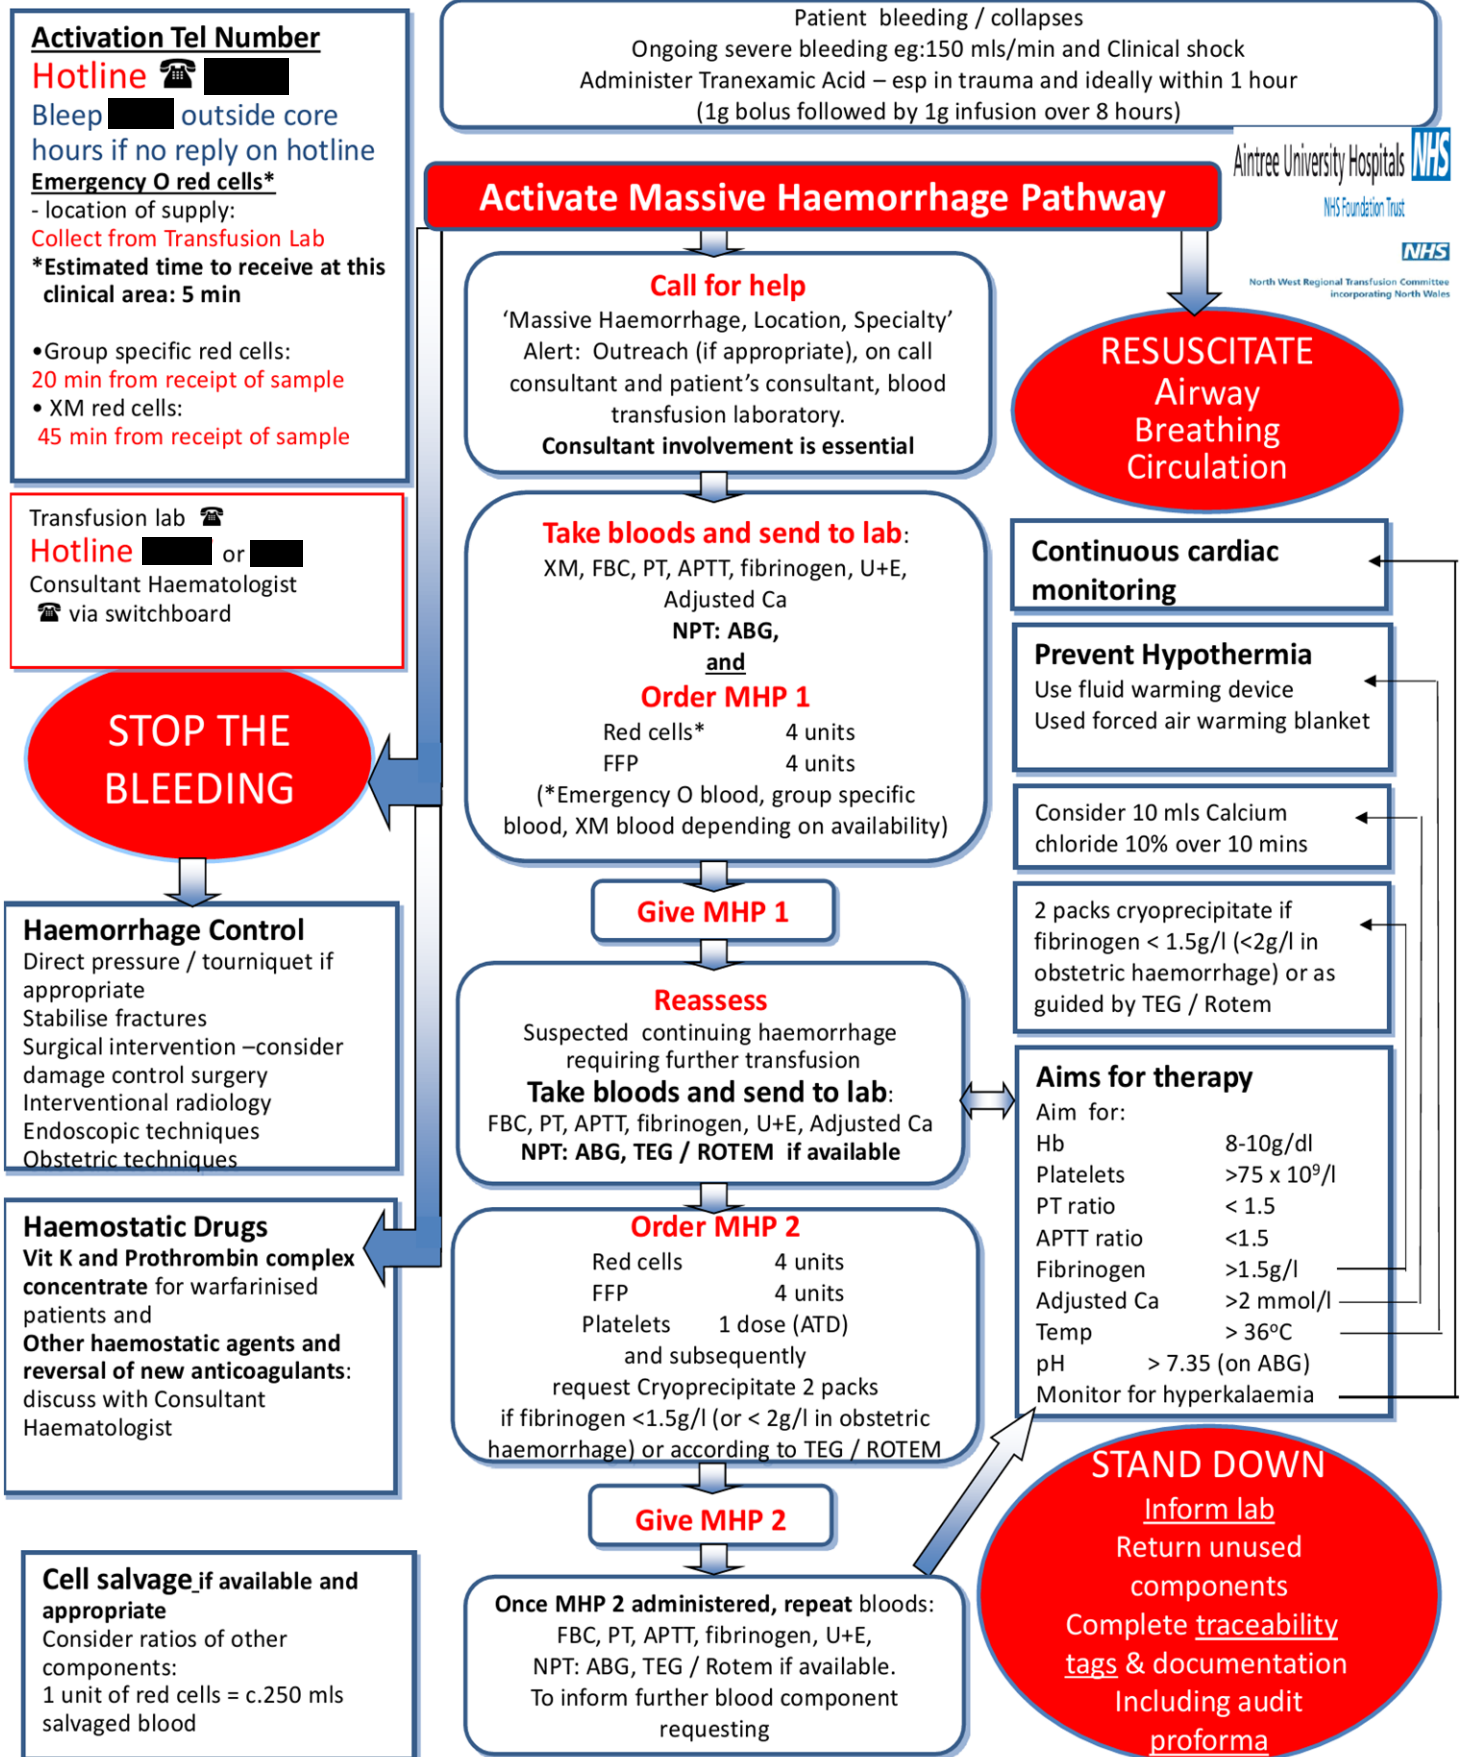 Activation Tel Number
Hotline ☎
Bleep outside core
hours if no reply on hotline
Emergency O red cells*
- location of supply:
Collect from Transfusion Lab
*Estimated time to receive at this
clinical area: 5 min
•Group specific red cells:
20 min from receipt of sample
• XM red cells:
45 min from receipt of sample
Transfusion lab ☎
Hotline or
Consultant Haematologist
☎ via switchboard
STOP THE
BLEEDING
Haemorrhage Control
Direct pressure / tourniquet if
appropriate
Stabilise fractures
Surgical intervention –consider
damage control surgery
Interventional radiology
Endoscopic techniques
Obstetric techniques
Haemostatic Drugs
Vit K and Prothrombin complex
concentrate for warfarinised
patients and
Other haemostatic agents and
reversal of new anticoagulants:
discuss with Consultant
Haematologist
Cell salvage if available and
appropriate
Consider ratios of other
components:
1 unit of red cells = c.250 mls
salvaged blood
Patient bleeding / collapses
Ongoing severe bleeding eg:150 mls/min and Clinical shock
Administer Tranexamic Acid – esp in trauma and ideally within 1 hour
(1g bolus followed by 1g infusion over 8 hours)
Activate Massive Haemorrhage Pathway
Call for help
‘Massive Haemorrhage, Location, Specialty’
Alert: Outreach (if appropriate), on call
consultant and patient’s consultant, blood
transfusion laboratory.
Consultant involvement is essential
Take bloods and send to lab:
XM, FBC, PT, APTT, fibrinogen, U+E,
Adjusted Ca
NPT: ABG,
and
Order MHP 1
Red cells* 4 units
FFP 4 units
(*Emergency O blood, group specific
blood, XM blood depending on availability)
Give MHP 1
Reassess
Suspected continuing haemorrhage
requiring further transfusion
Take bloods and send to lab:
FBC, PT, APTT, fibrinogen, U+E, Adjusted Ca
NPT: ABG, TEG / ROTEM if available
Order MHP 2
Red cells 4 units
FFP 4 units
Platelets 1 dose (ATD)
and subsequently
request Cryoprecipitate 2 packs
if fibrinogen <1.5g/l (or < 2g/l in obstetric
haemorrhage) or according to TEG / ROTEM
Give MHP 2
Once MHP 2 administered, repeat bloods:
FBC, PT, APTT, fibrinogen, U+E,
NPT: ABG, TEG / Rotem if available.
To inform further blood component
requesting
Aintree University Hospitals NHS
NHS Foundation Trust
NHS
North West Regional Transfusion Committee
incorporating North Wales
RESUSCITATE
Airway
Breathing
Circulation
Continuous cardiac
monitoring
Prevent Hypothermia
Use fluid warming device
Used forced air warming blanket
Consider 10 mls Calcium
chloride 10% over 10 mins
2 packs cryoprecipitate if
fibrinogen < 1.5g/l (<2g/l in
obstetric haemorrhage) or as
guided by TEG / Rotem
Aims for therapy
Aim for:
Hb 8-10g/dl
Platelets >75 x 10⁹/l
PT ratio < 1.5
APTT ratio <1.5
Fibrinogen >1.5g/l
Adjusted Ca >2 mmol/l
Temp > 36°C
pH > 7.35 (on ABG)
Monitor for hyperkalaemia
STAND DOWN
Inform lab
Return unused
components
Complete traceability
tags & documentation
Including audit
proforma